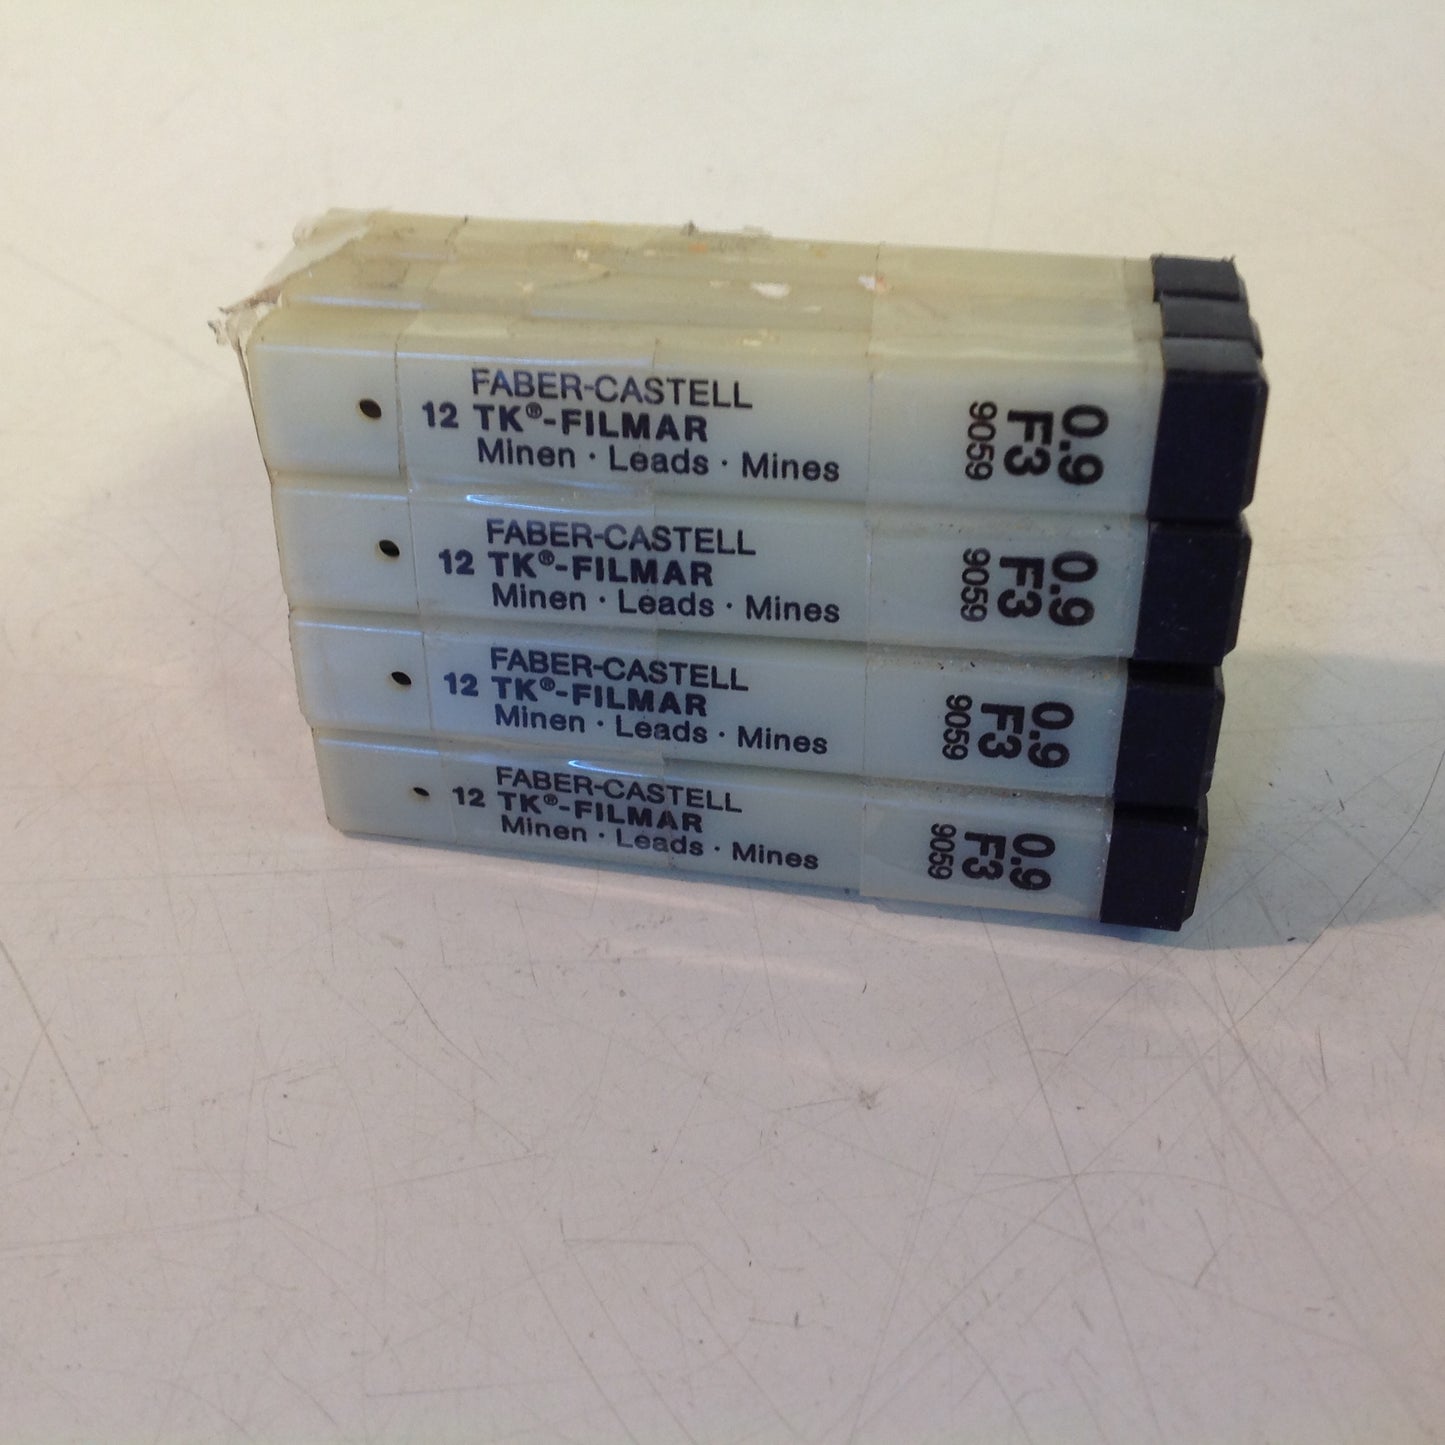 FABER-CASTELL
12 TK®-FILMAR
Minen · Leads · Mines
0.9
F3
9059
FABER-CASTELL
12 TK®-FILMAR
Minen · Leads · Mines
0.9
F3
9059
FABER-CASTELL
12 TK®-FILMAR
Minen · Leads · Mines
0.9
F3
9059
FABER-CASTELL
12 TK®-FILMAR
Minen · Leads · Mines
0.9
F3
9059